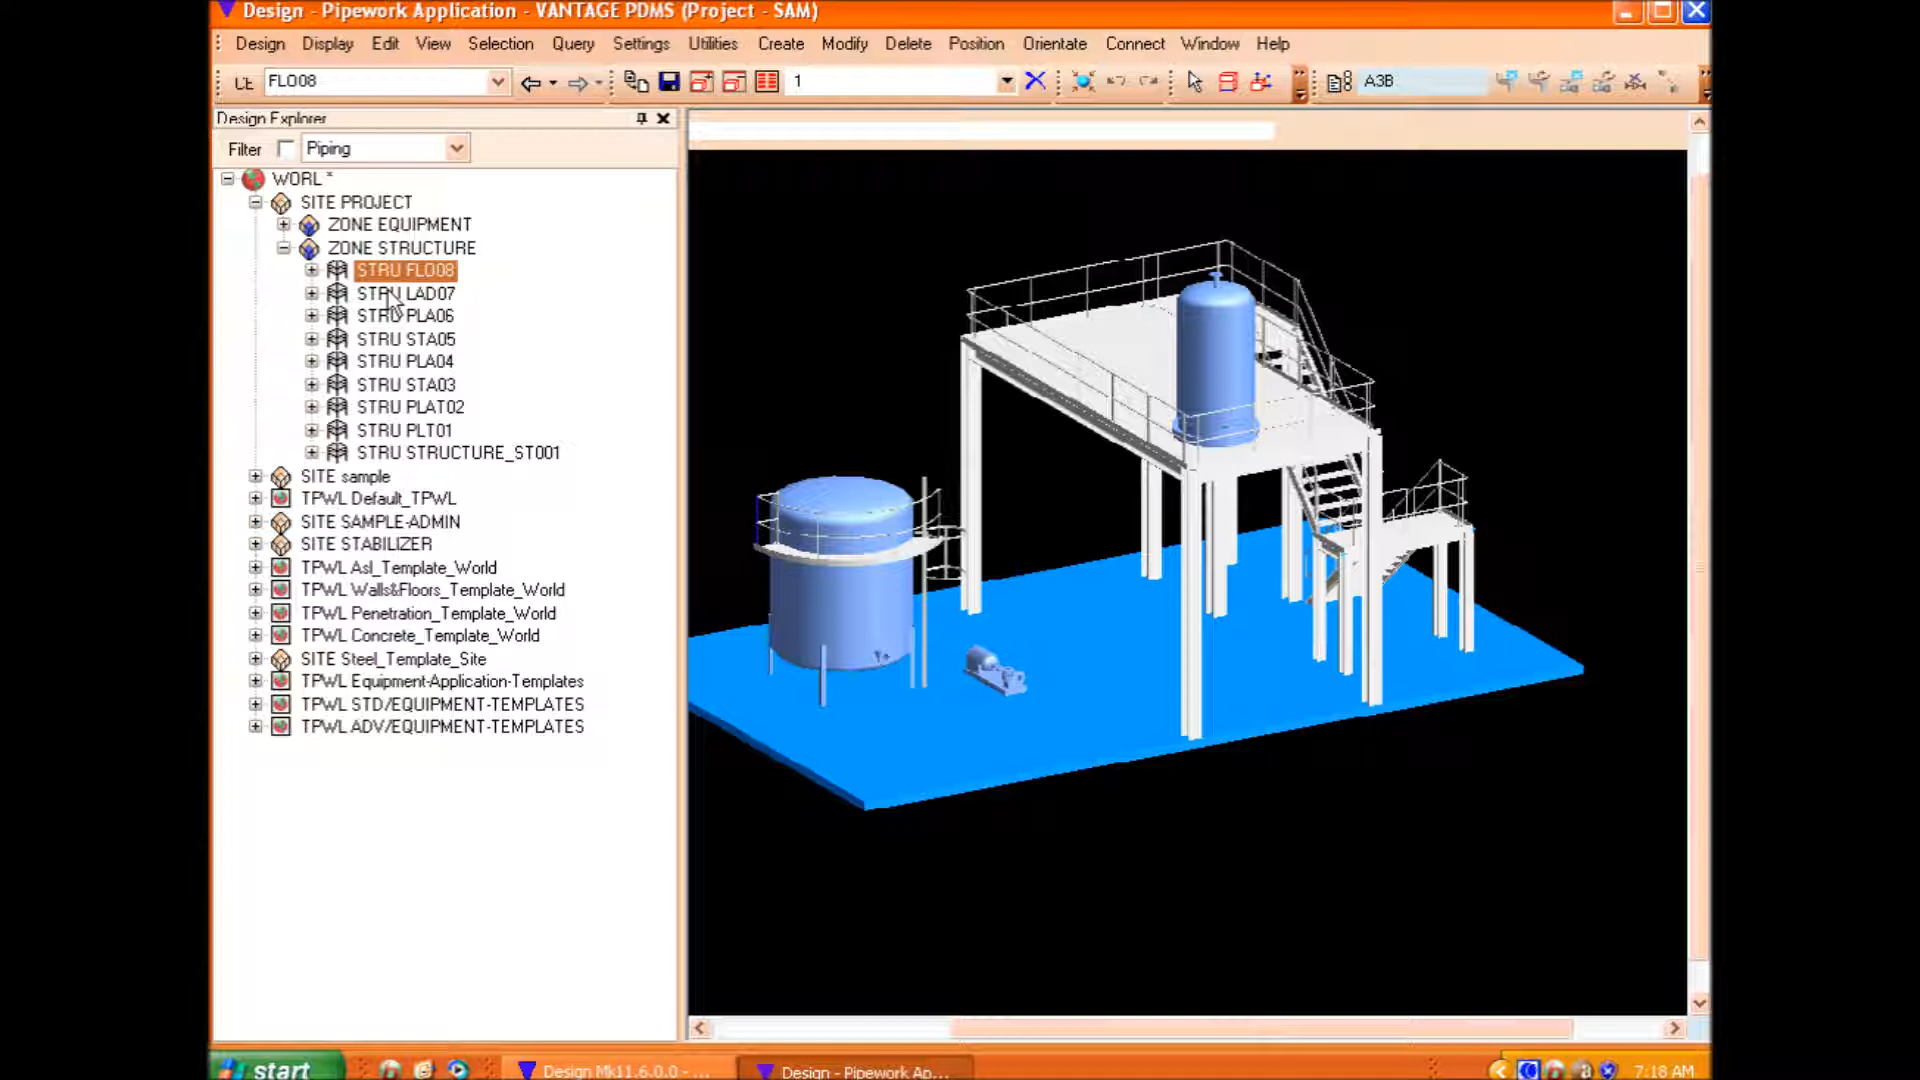 Design - Pipework Application - VANTAGE PDMS (Project - SAM)
Design Display Edit View Selection Query Settings Utilities Create Modify Delete Position Orientate Connect Window Help
CE FLO08 1 A3B
Design Explorer
Filter Piping
WORL *
SITE PROJECT
ZONE EQUIPMENT
ZONE STRUCTURE
STRU FLO08
STRU LAD07
STRU PLA06
STRU STA05
STRU PLA04
STRU STA03
STRU PLAT02
STRU PLT01
STRU STRUCTURE_ST001
SITE sample
TPWL Default_TPWL
SITE SAMPLE-ADMIN
SITE STABILIZER
TPWL Asl_Template_World
TPWL Walls&Floors_Template_World
TPWL Penetration_Template_World
TPWL Concrete_Template_World
SITE Steel_Template_Site
TPWL Equipment-Application-Templates
TPWL STD/EQUIPMENT-TEMPLATES
TPWL ADV/EQUIPMENT-TEMPLATES
start Design Mk11.6.0.0 - ... Design - Pipework Ap... 7:18 AM